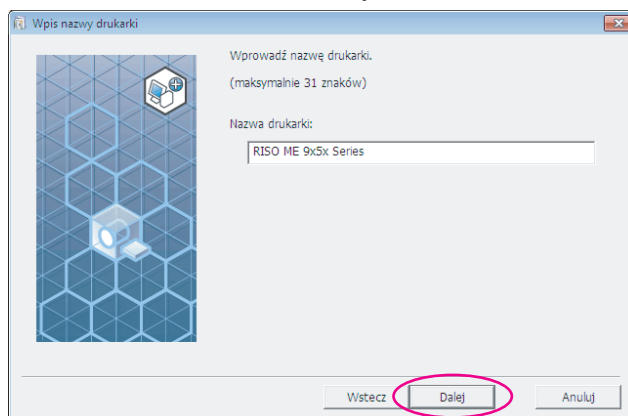 Wpis nazwy drukarki
Wprowadź nazwę drukarki.
(maksymalnie 31 znaków)
Nazwa drukarki:
RISO ME 9x5x Series
Wstecz Dalej Anuluj